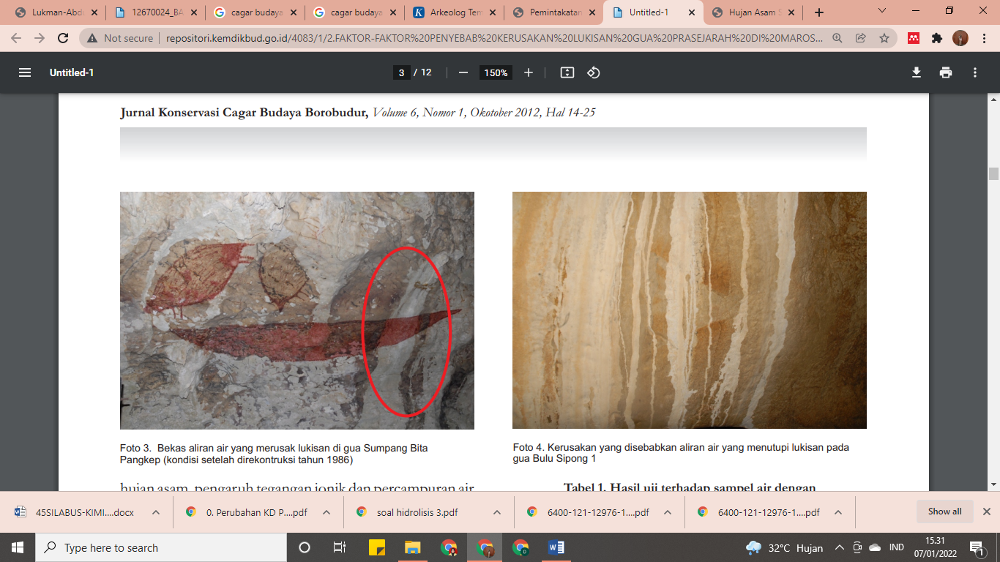 Lukman-Abdu
12670024_BA
cagar budaya
cagar budaya
Arkeolog Tem
Pemintakatan
Untitled-1
Hujan Asam S
Not secure
repositori.kemdikbud.go.id/4083/1/2.FAKTOR-FAKTOR%20PENYEBAB%20KERUSAKAN%20LUKISAN%20GUA%20PRASEJARAH%20DI%20MAROS...
Untitled-1
3 / 12
150%
Jurnal Konservasi Cagar Budaya Borobudur, Volume 6, Nomor 1, Okotober 2012, Hal 14-25
Foto 3. Bekas aliran air yang merusak lukisan di gua Sumpang Bita
Pangkep (kondisi setelah direkontruksi tahun 1986)
Foto 4. Kerusakan yang disebabkan aliran air yang menutupi lukisan pada
gua Bulu Sipong 1
hujan asam, pengaruh tegangan ionik dan percampuran air
Tabel 1. Hasil uji terhadap sampel air dengan
45SILABUS-KIMI....docx
0. Perubahan KD P....pdf
soal hidrolisis 3.pdf
6400-121-12976-1....pdf
6400-121-12976-1....pdf
Show all
Type here to search
32°C Hujan
IND
15.31
07/01/2022
1